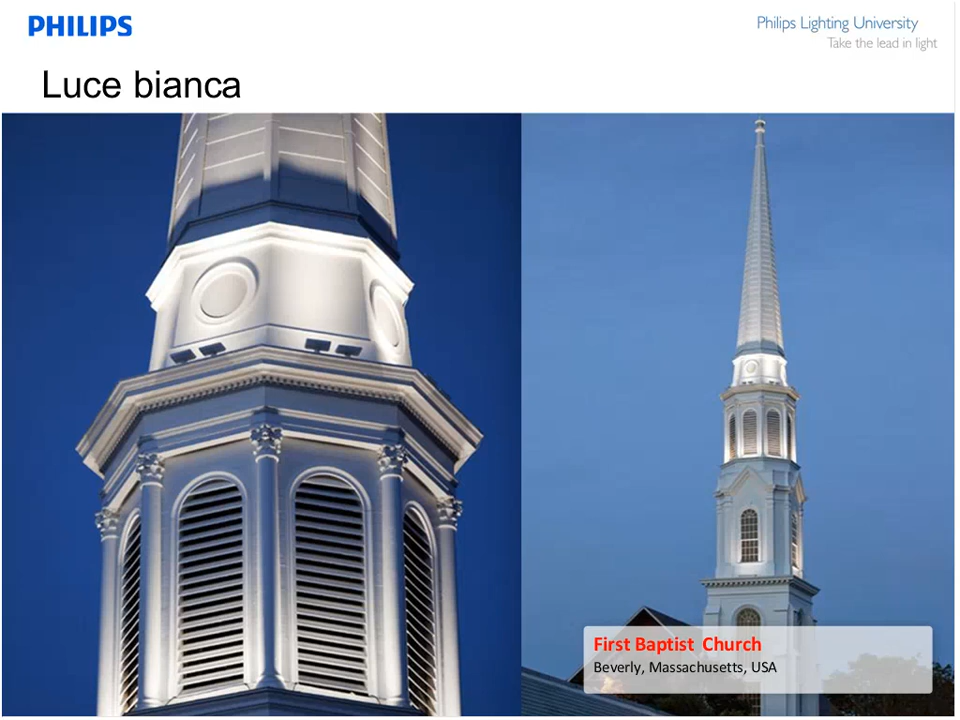 PHILIPS
Philips Lighting University
Take the lead in light
Luce bianca
First Baptist Church
Beverly, Massachusetts, USA